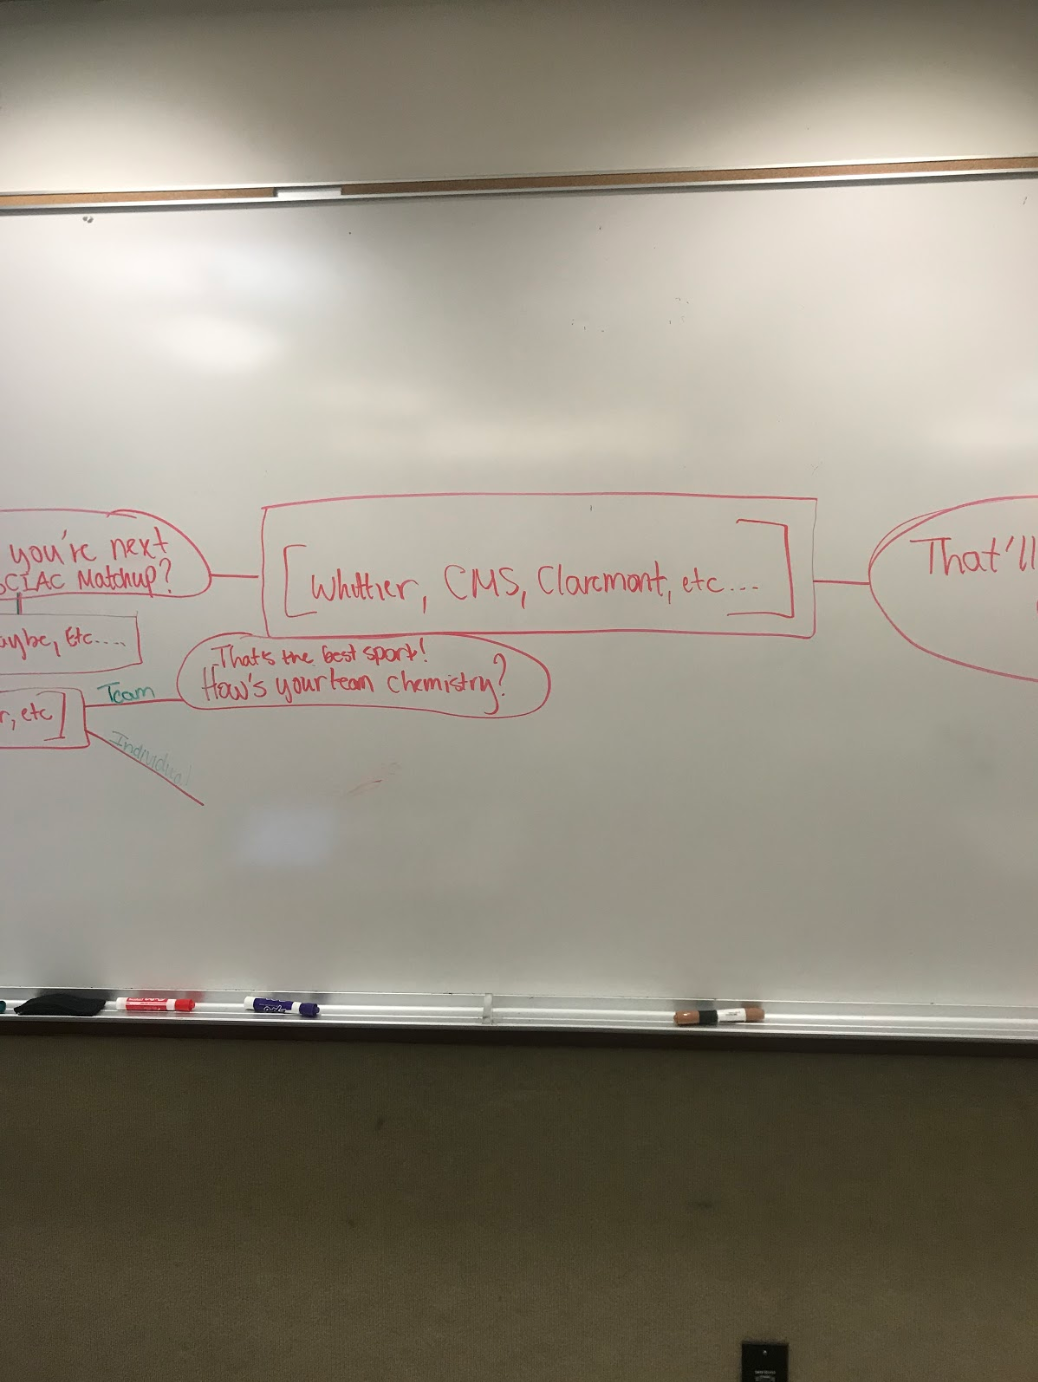 you're next
SCIAC Matchup?
[Whittier, CMS, Claremont, etc...]
That'll
maybe, Etc....
That's the best sport!
How's your team chemistry?
Team
r, etc]
Individual